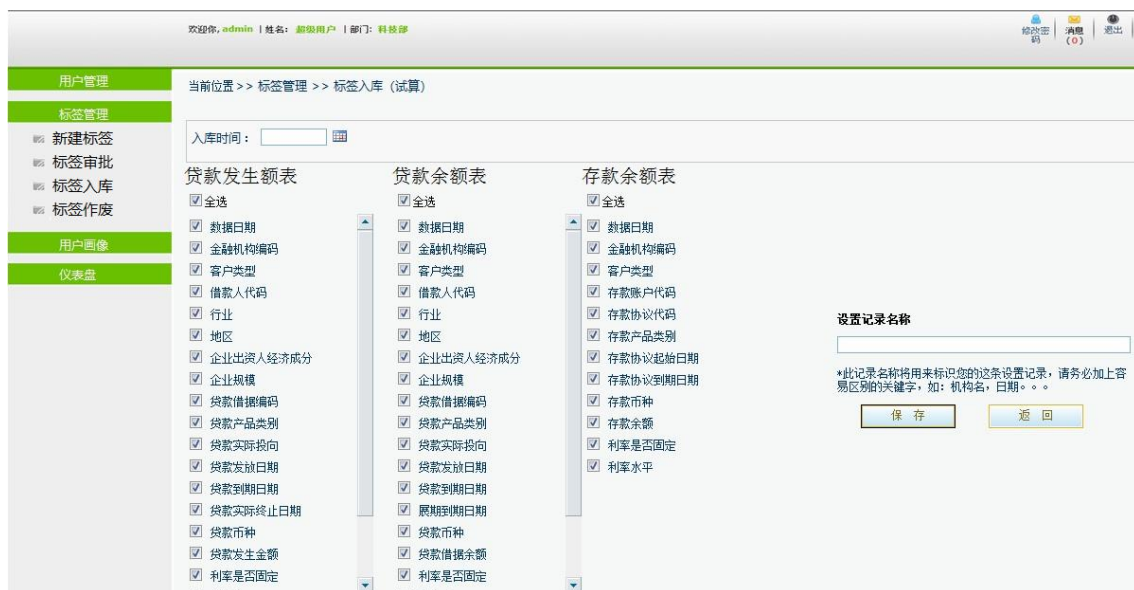 欢迎你, admin | 姓名: 超级用户 | 部门: 科技部
修改密码
消息(0)
退出
用户管理
标签管理
新建标签
标签审批
标签入库
标签作废
用户画像
仪表盘
当前位置>> 标签管理 >> 标签入库 (试算)
入库时间:
贷款发生额表
全选
数据日期
金融机构编码
客户类型
借款人代码
行业
地区
企业出资人经济成分
企业规模
贷款借据编码
贷款产品类别
贷款实际投向
贷款发放日期
贷款到期日期
贷款实际终止日期
贷款币种
贷款发生金额
利率是否固定
贷款余额表
全选
数据日期
金融机构编码
客户类型
借款人代码
行业
地区
企业出资人经济成分
企业规模
贷款借据编码
贷款产品类别
贷款实际投向
贷款发放日期
贷款到期日期
展期到期日期
贷款币种
贷款借据余额
利率是否固定
存款余额表
全选
数据日期
金融机构编码
客户类型
存款账户代码
存款协议代码
存款产品类别
存款协议起始日期
存款协议到期日期
存款币种
存款余额
利率是否固定
利率水平
设置记录名称
*此记录名称将用来标识您的这条设置记录，请务必加上容
易区别的关键字，如: 机构名，日期。。。
保 存
返 回